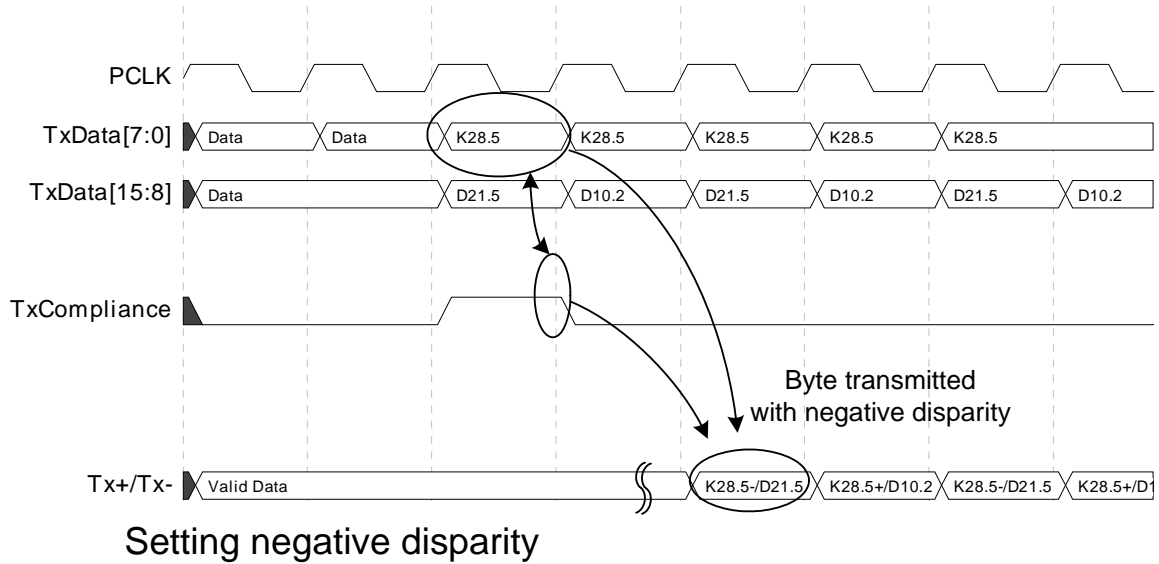 PCLK
TxData[7:0] Data Data K28.5 K28.5 K28.5 K28.5 K28.5
TxData[15:8] Data D21.5 D10.2 D21.5 D10.2 D21.5 D10.2
TxCompliance
Byte transmitted
with negative disparity
Tx+/Tx- Valid Data K28.5-/D21.5 K28.5+/D10.2 K28.5-/D21.5 K28.5+/D1
Setting negative disparity